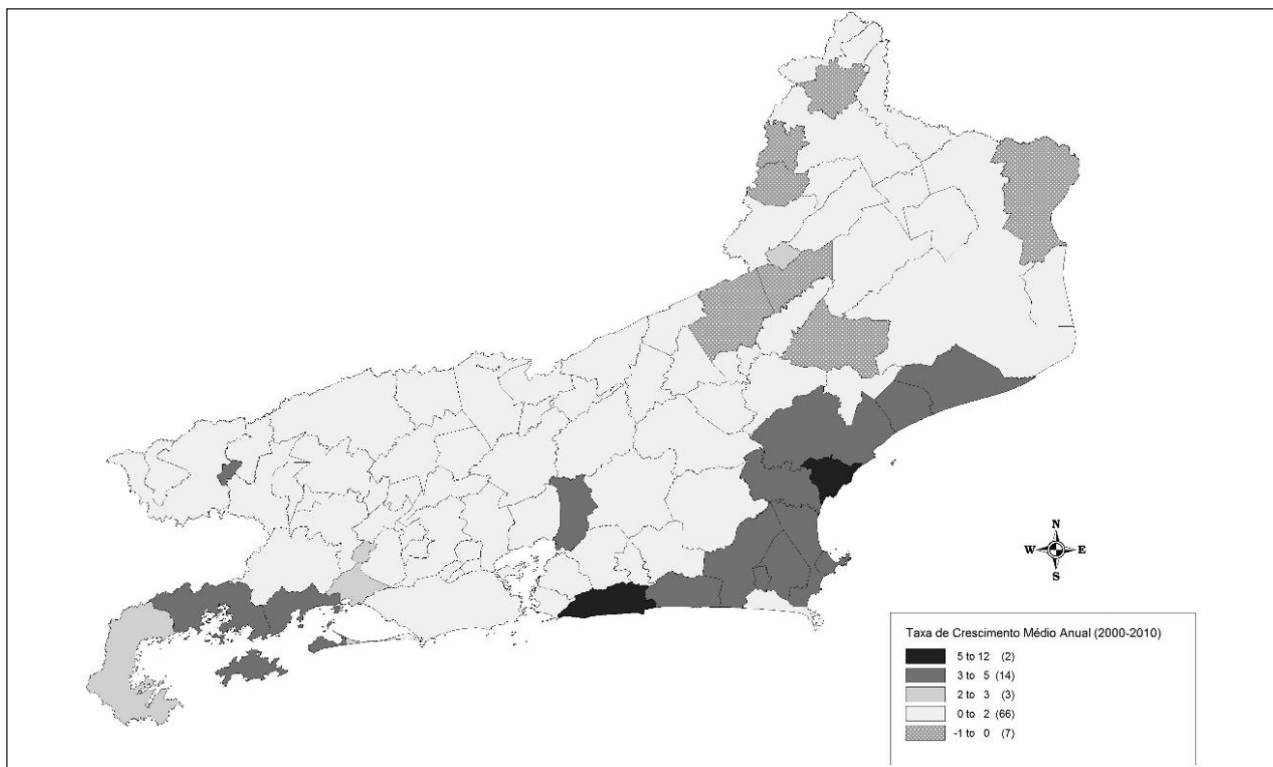 N
W E
S
Taxa de Crescimento Médio Anual (2000-2010)
5 to 12 (2)
3 to 5 (14)
2 to 3 (3)
0 to 2 (66)
-1 to 0 (7)